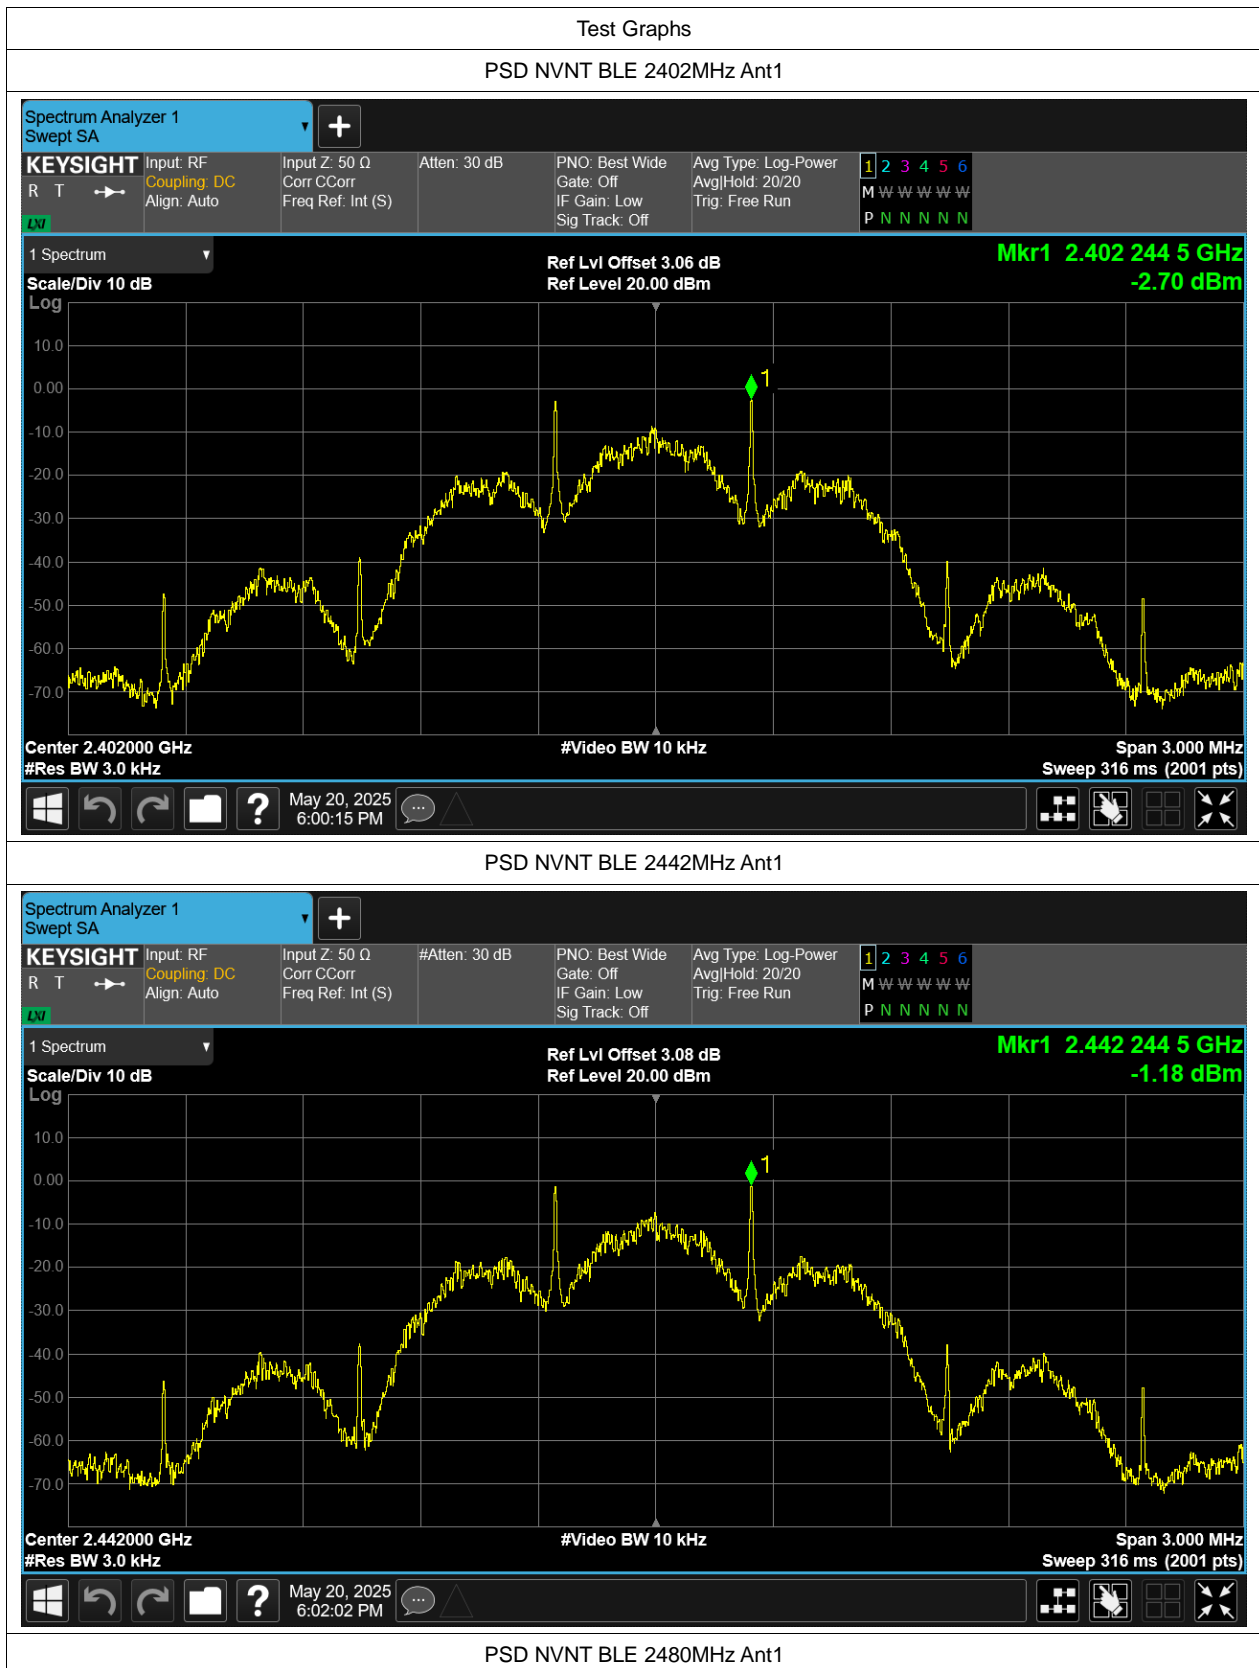 Test Graphs
PSD NVNT BLE 2402MHz Ant1
Spectrum Analyzer 1
Swept SA
KEYSIGHT
R T
LXI
Input: RF
Coupling: DC
Align: Auto
Input Z: 50 Ω
Corr CCorr
Freq Ref: Int (S)
Atten: 30 dB
PNO: Best Wide
Gate: Off
IF Gain: Low
Sig Track: Off
Avg Type: Log-Power
Avg|Hold: 20/20
Trig: Free Run
1 2 3 4 5 6
M W W W W W
P N N N N N
1 Spectrum
Scale/Div 10 dB
Log
Ref Lvl Offset 3.06 dB
Ref Level 20.00 dBm
Mkr1 2.402 244 5 GHz
-2.70 dBm
1
10.0
0.00
-10.0
-20.0
-30.0
-40.0
-50.0
-60.0
-70.0
Center 2.402000 GHz
#Res BW 3.0 kHz
#Video BW 10 kHz
Span 3.000 MHz
Sweep 316 ms (2001 pts)
?
May 20, 2025
6:00:15 PM
PSD NVNT BLE 2442MHz Ant1
Spectrum Analyzer 1
Swept SA
KEYSIGHT
R T
LXI
Input: RF
Coupling: DC
Align: Auto
Input Z: 50 Ω
Corr CCorr
Freq Ref: Int (S)
#Atten: 30 dB
PNO: Best Wide
Gate: Off
IF Gain: Low
Sig Track: Off
Avg Type: Log-Power
Avg|Hold: 20/20
Trig: Free Run
1 2 3 4 5 6
M W W W W W
P N N N N N
1 Spectrum
Scale/Div 10 dB
Log
Ref Lvl Offset 3.08 dB
Ref Level 20.00 dBm
Mkr1 2.442 244 5 GHz
-1.18 dBm
1
10.0
0.00
-10.0
-20.0
-30.0
-40.0
-50.0
-60.0
-70.0
Center 2.442000 GHz
#Res BW 3.0 kHz
#Video BW 10 kHz
Span 3.000 MHz
Sweep 316 ms (2001 pts)
?
May 20, 2025
6:02:02 PM
PSD NVNT BLE 2480MHz Ant1